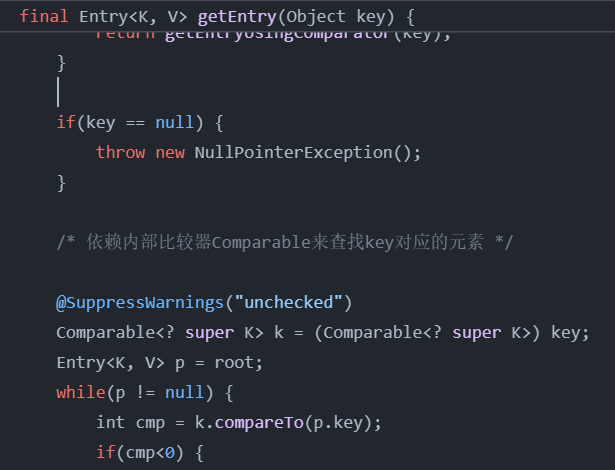 final Entry<K, V> getEntry(Object key) {
return getEntryUsingComparator(key);
}
if(key == null) {
throw new NullPointerException();
}
/* 依赖内部比较器Comparable来查找key对应的元素 */
@SuppressWarnings("unchecked")
Comparable<? super K> k = (Comparable<? super K>) key;
Entry<K, V> p = root;
while(p != null) {
int cmp = k.compareTo(p.key);
if(cmp<0) {